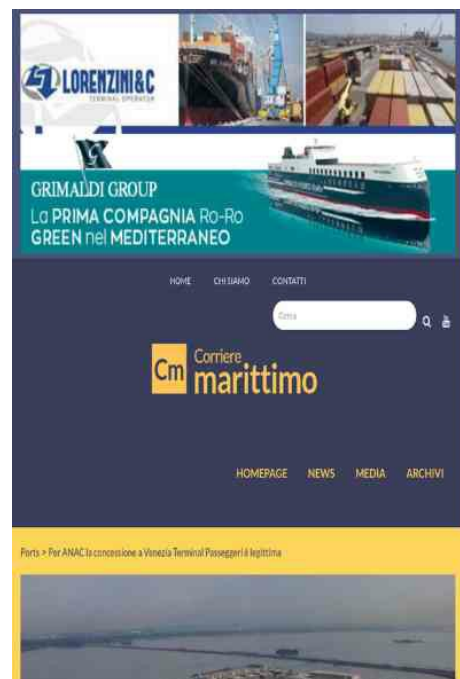 LORENZINI&C
TERMINAL OPERATOR
GRIMALDI GROUP
La PRIMA COMPAGNIA Ro-Ro
GREEN nel MEDITERRANEO
HOME CHI SIAMO CONTATTI
Cerca
Cm Corriere
marittimo
HOMEPAGE NEWS MEDIA ARCHIVI
Ports > Per ANAC la concessione a Venezia Terminal Passeggeri è legittima